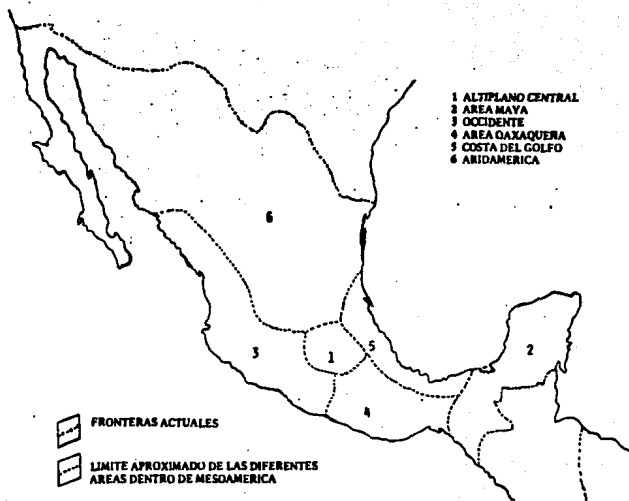 1 ALTIPLANO CENTRAL
2 AREA MAYA
3 OCCIDENTE
4 AREA OAXAQUEÑA
5 COSTA DEL GOLFO
6 ARIDAMERICA
6
5
2
3
1
4
FRONTERAS ACTUALES
LIMITE APROXIMADO DE LAS DIFERENTES
AREAS DENTRO DE MESOAMERICA